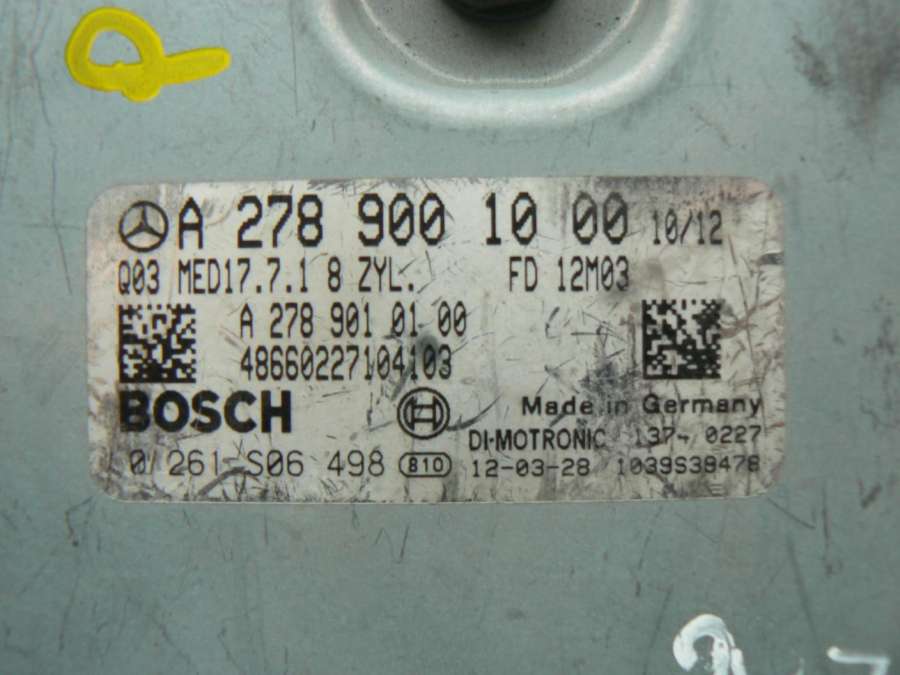 A 278 900 10 00 10/12
Q03 MED17.7.1 8 ZYL. FD 12M03
A 278 901 01 00
48660227104103
BOSCH
Made in Germany
DI-MOTRONIC 137- 0227
0 261 S06 498 810 12-03-28 1039S39478